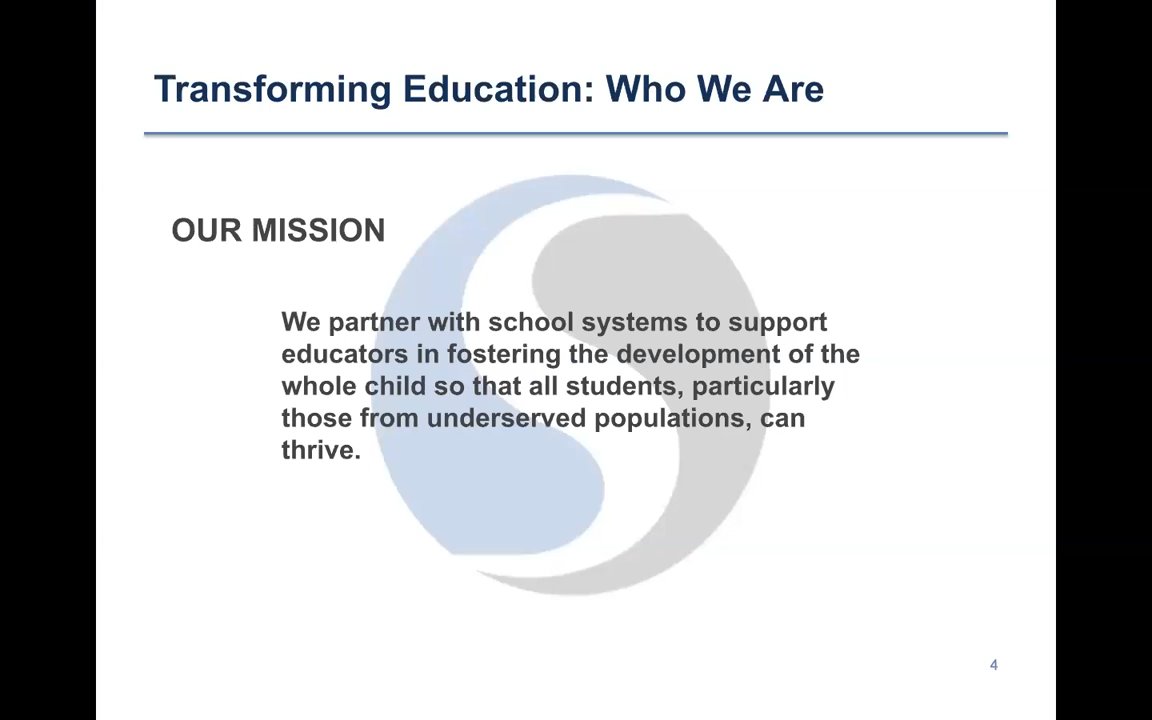 Transforming Education: Who We Are
OUR MISSION
We partner with school systems to support
educators in fostering the development of the
whole child so that all students, particularly
those from underserved populations, can
thrive.
4